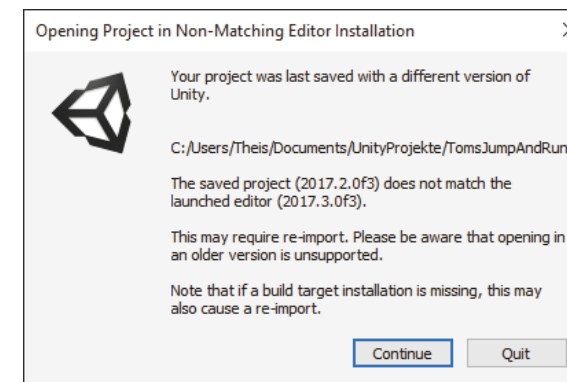 Opening Project in Non-Matching Editor Installation
Your project was last saved with a different version of
Unity.
C:/Users/Theis/Documents/UnityProjekte/TomsJumpAndRun
The saved project (2017.2.0f3) does not match the
launched editor (2017.3.0f3).
This may require re-import. Please be aware that opening in
an older version is unsupported.
Note that if a build target installation is missing, this may
also cause a re-import.
Continue Quit